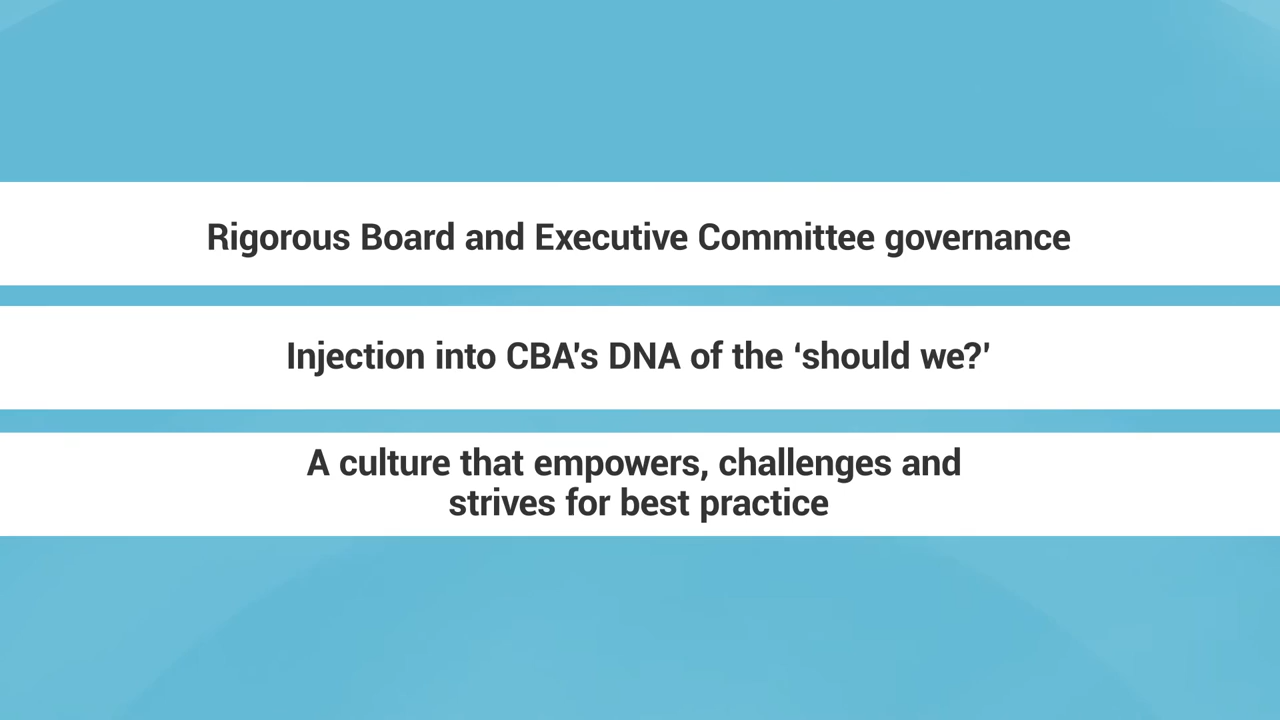 Rigorous Board and Executive Committee governance
Injection into CBA's DNA of the ‘should we?’
A culture that empowers, challenges and
strives for best practice